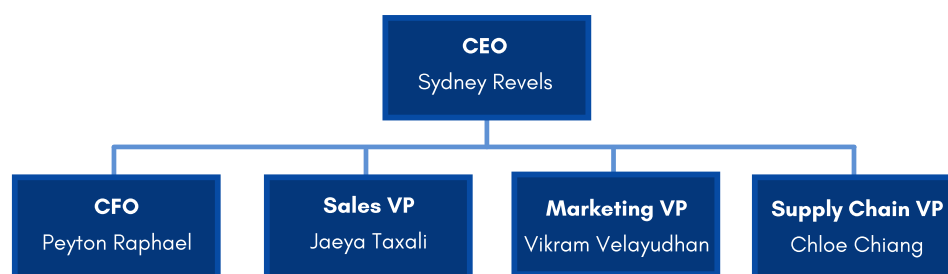 CEO
Sydney Revels
CFO
Peyton Raphael
Sales VP
Jaeya Taxali
Marketing VP
Vikram Velayudhan
Supply Chain VP
Chloe Chiang